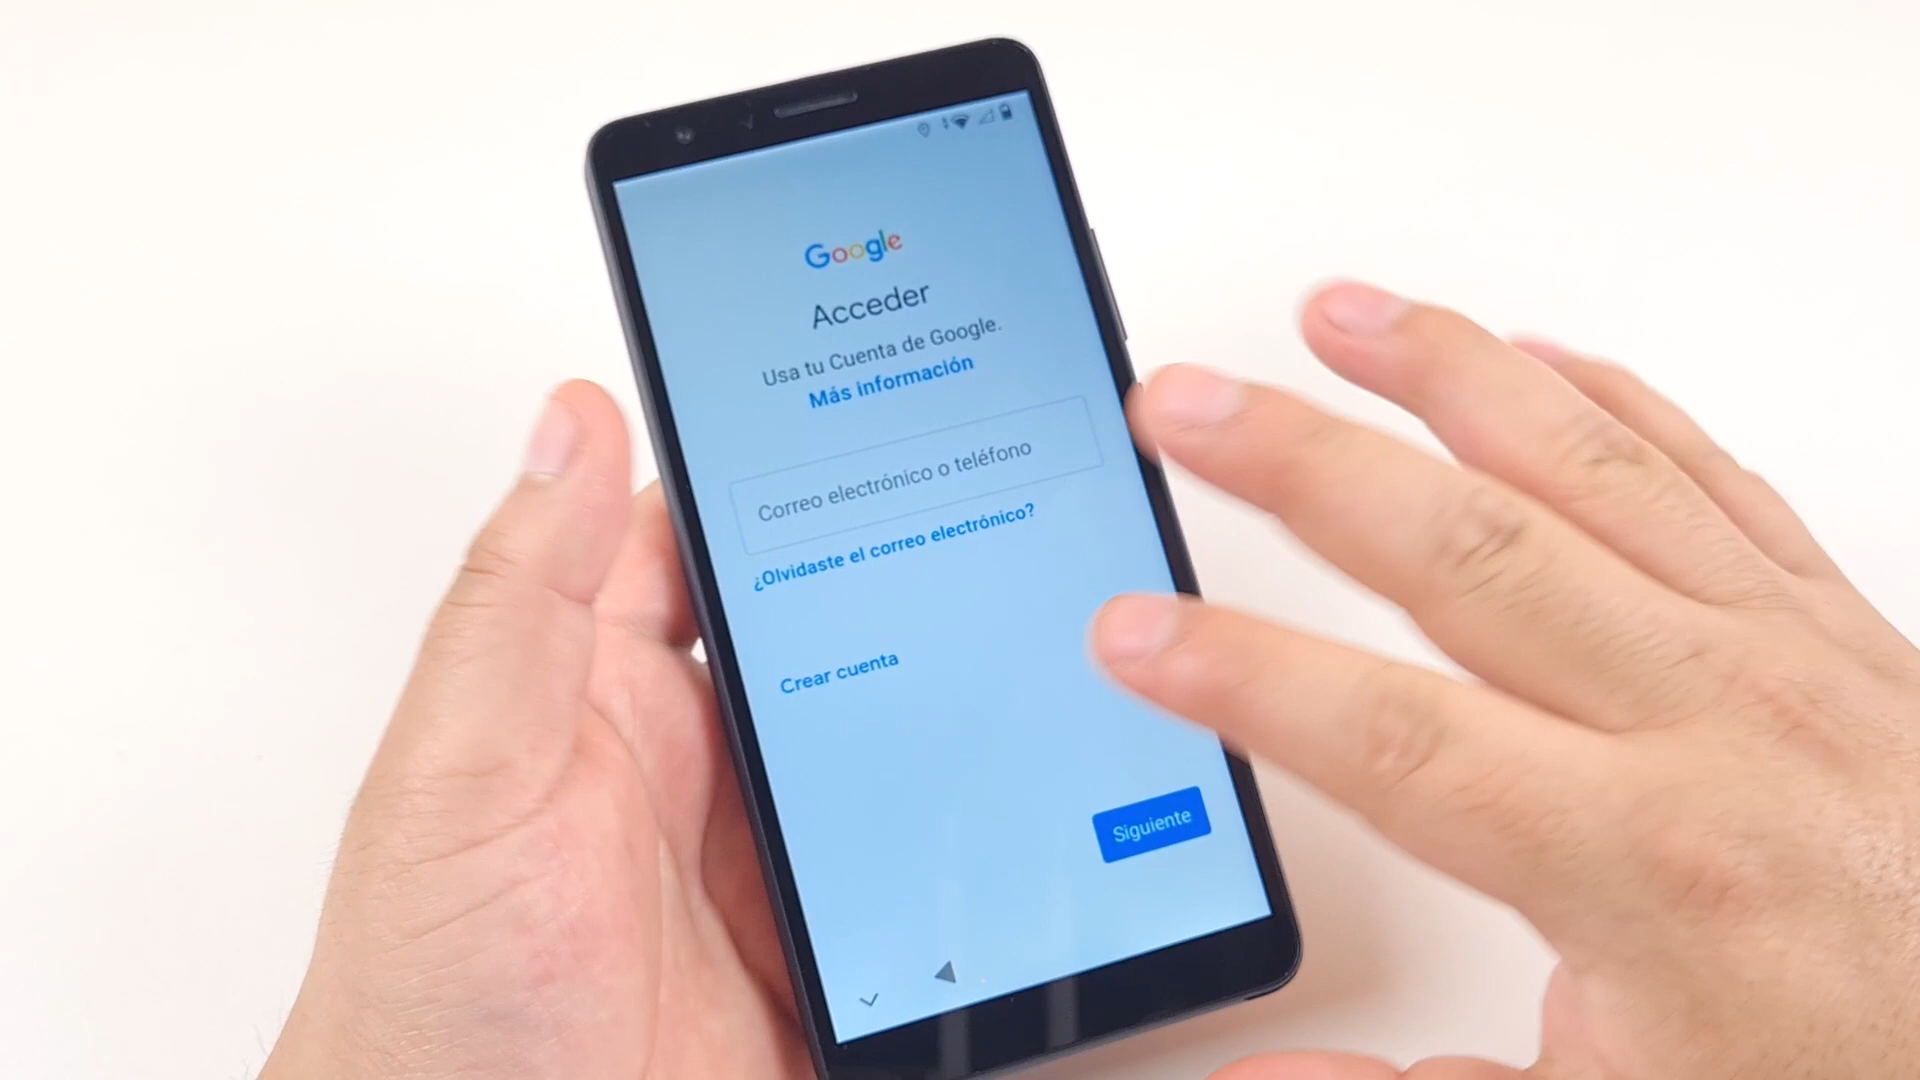 Google
Acceder
Usa tu Cuenta de Google.
Más información
Correo electrónico o teléfono
¿Olvidaste el correo electrónico?
Crear cuenta
Siguiente